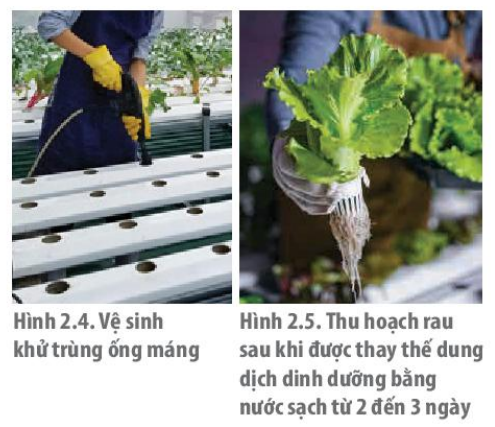 Hình 2.4. Vệ sinh
khử trùng ống máng
Hình 2.5. Thu hoạch rau
sau khi được thay thế dung
dịch dinh dưỡng bằng
nước sạch từ 2 đến 3 ngày